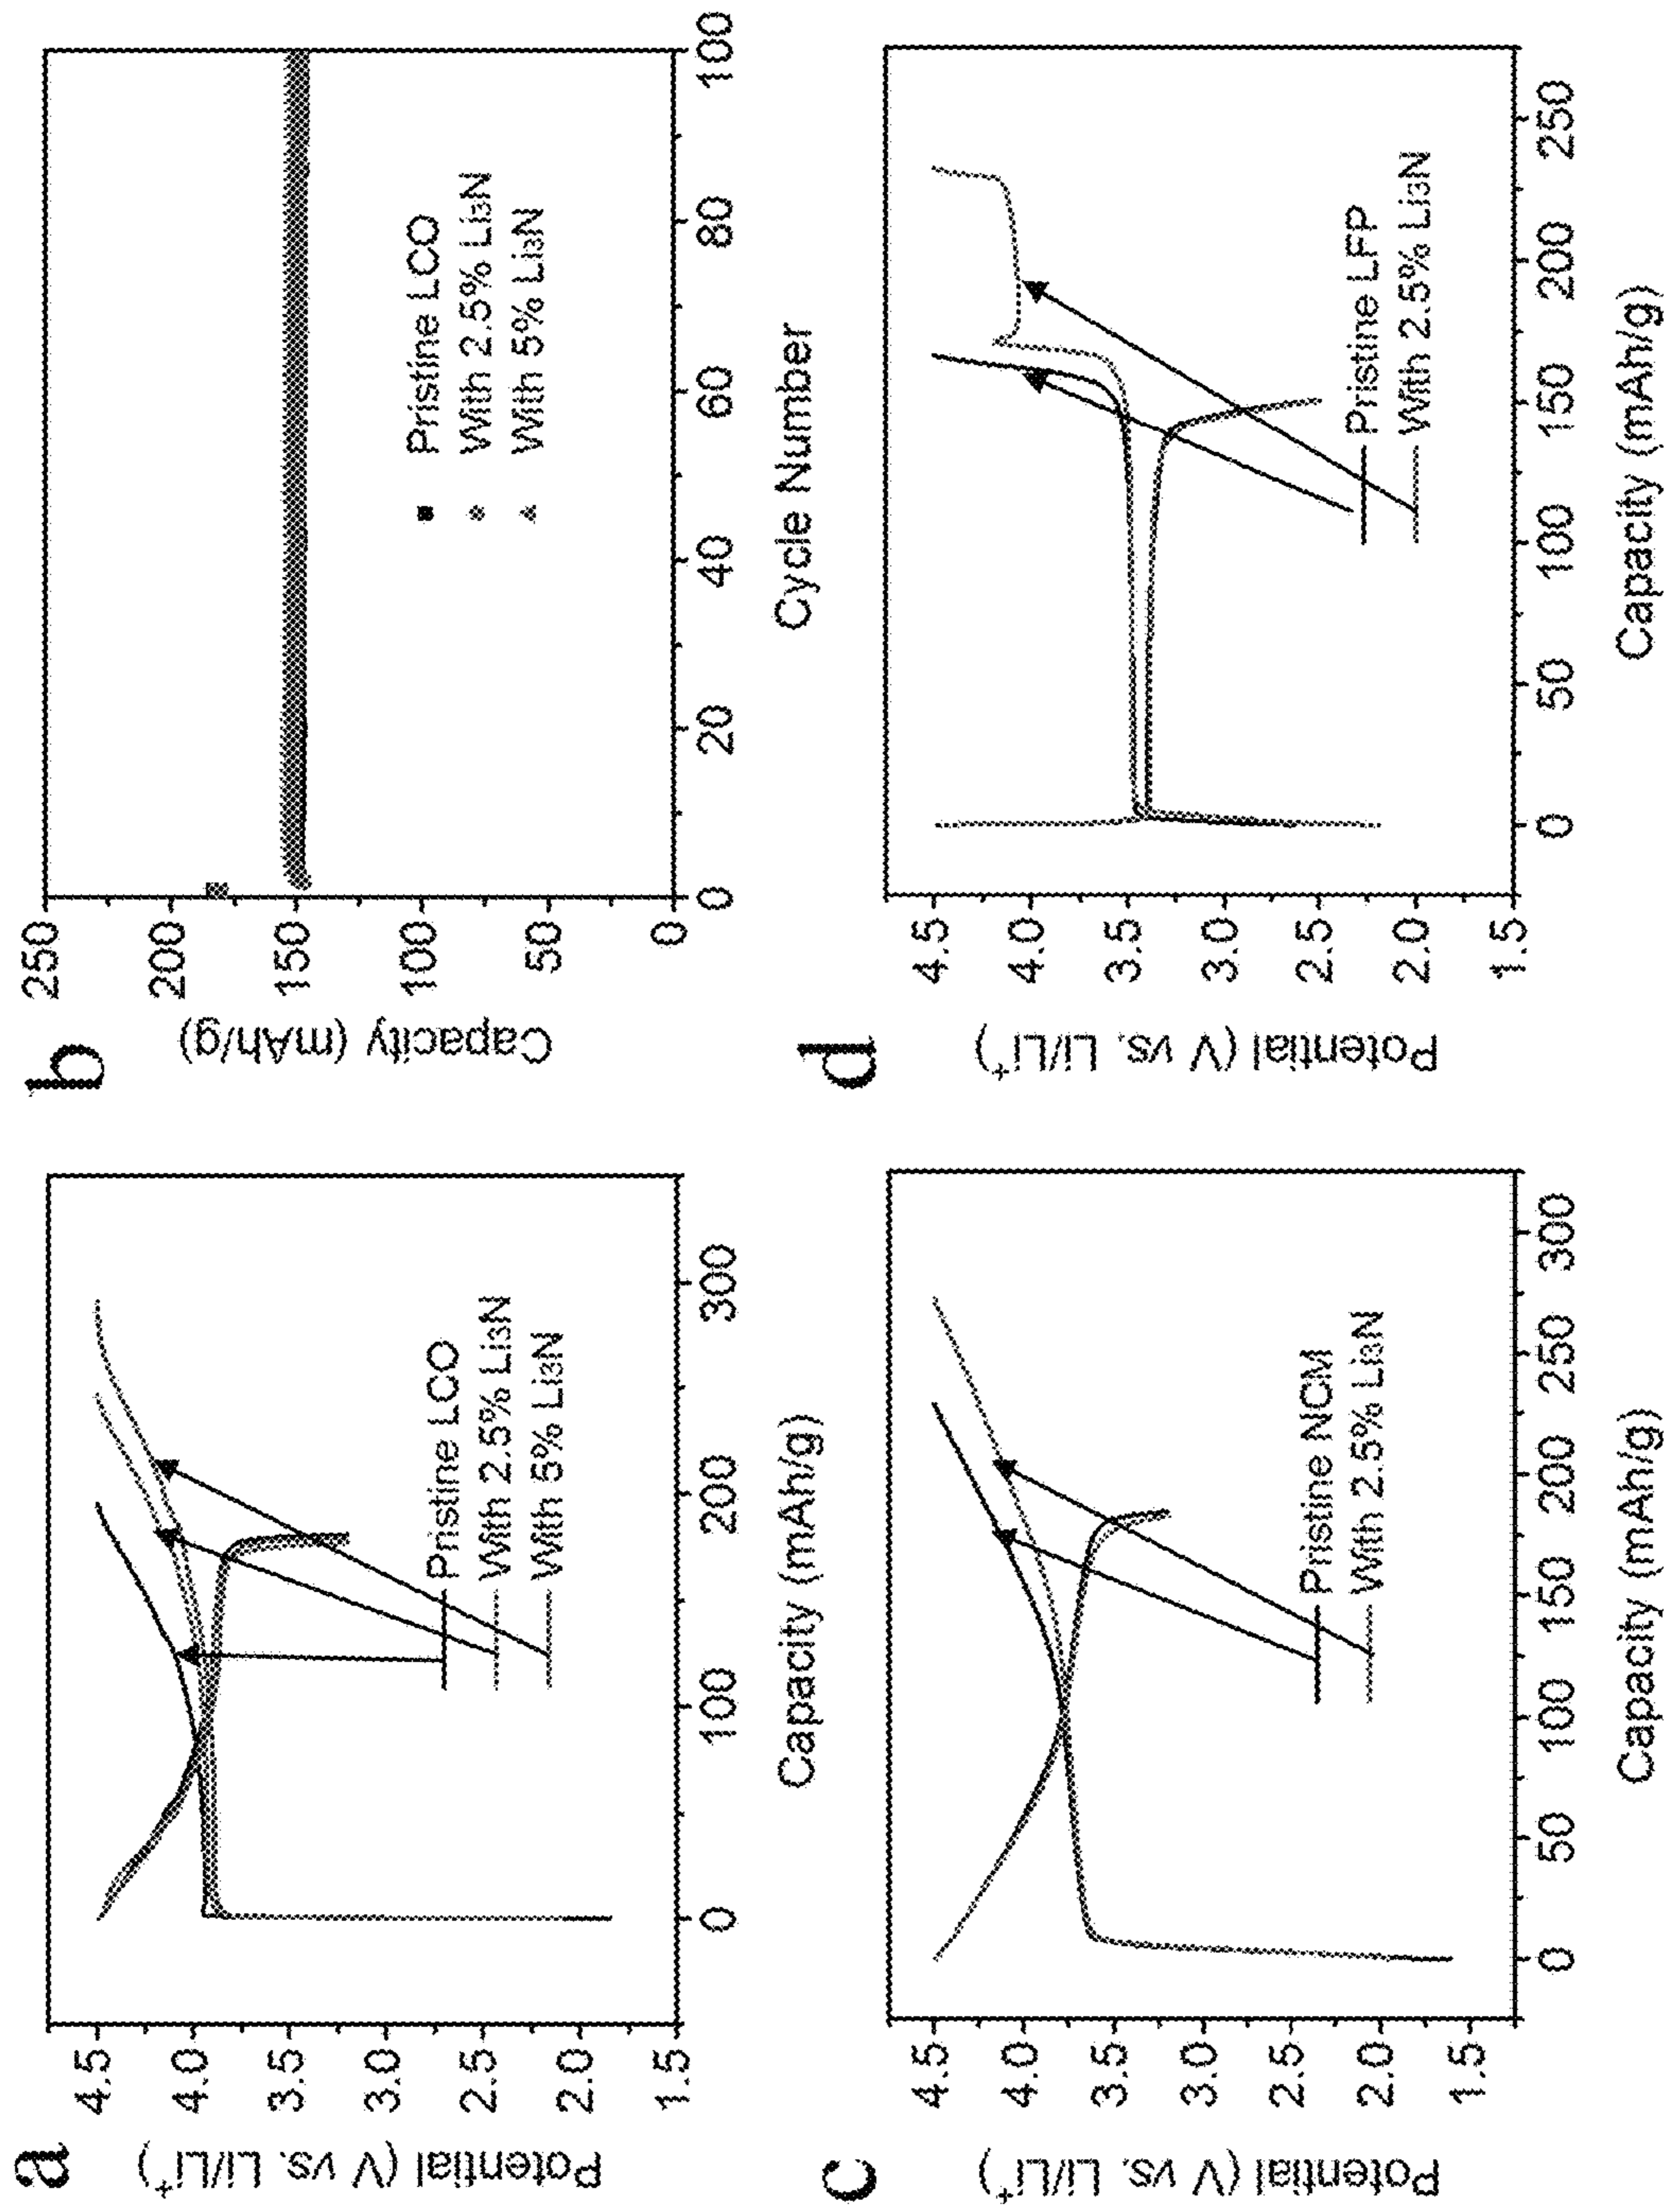 a
Potential (V vs. Li/Li⁺)
4.5
4.0
3.5
3.0
2.5
2.0
1.5
Pristine LCO
With 2.5% Li₃N
With 5% Li₃N
0
100
200
300
Capacity (mAh/g)
b
Capacity (mAh/g)
250
200
150
100
50
0
Pristine LCO
With 2.5% Li₃N
With 5% Li₃N
0
20
40
60
80
100
Cycle Number
c
Potential (V vs. Li/Li⁺)
4.5
4.0
3.5
3.0
2.5
2.0
1.5
Pristine NCM
With 2.5% Li₃N
0
50
100
150
200
250
300
Capacity (mAh/g)
d
Potential (V vs. Li/Li⁺)
4.5
4.0
3.5
3.0
2.5
2.0
1.5
Pristine LFP
With 2.5% Li₃N
0
50
100
150
200
250
Capacity (mAh/g)